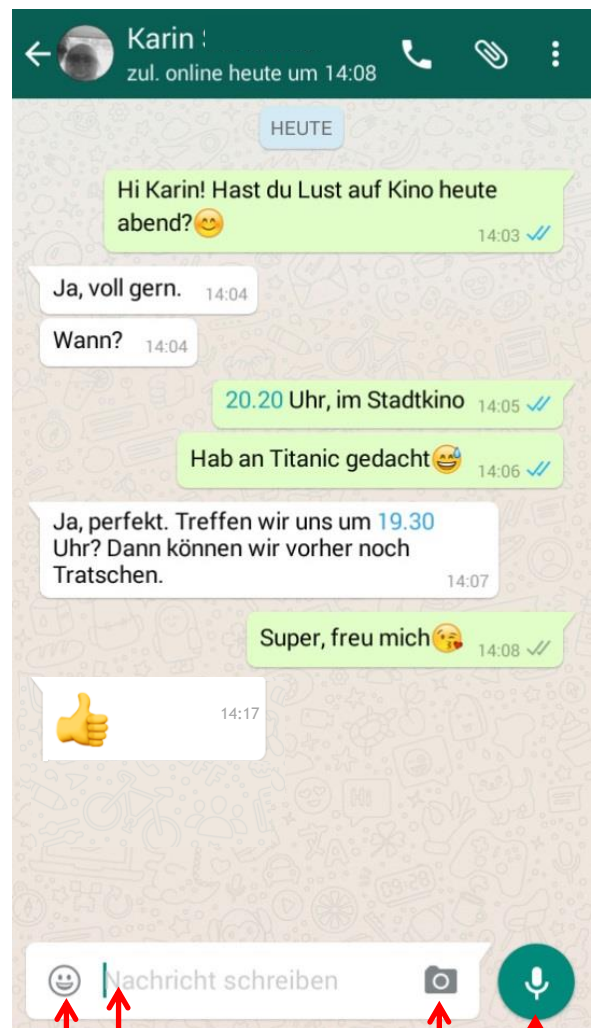 Karin
zul. online heute um 14:08
HEUTE
Hi Karin! Hast du Lust auf Kino heute
abend?😊
14:03
Ja, voll gern. 14:04
Wann? 14:04
20.20 Uhr, im Stadtkino 14:05
Hab an Titanic gedacht😅 14:06
Ja, perfekt. Treffen wir uns um 19.30
Uhr? Dann können wir vorher noch
Tratschen. 14:07
Super, freu mich😘 14:08
👍 14:17
Nachricht schreiben